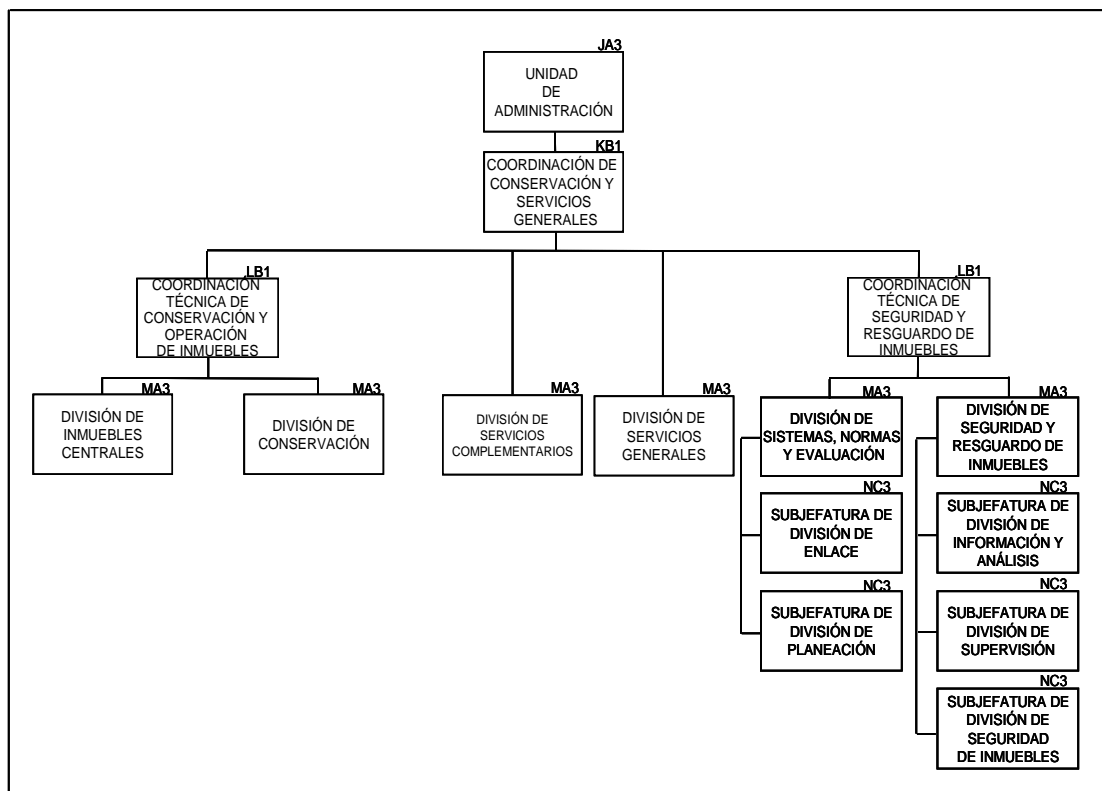 JA3
UNIDAD
DE
ADMINISTRACIÓN
KB1
COORDINACIÓN DE
CONSERVACIÓN Y
SERVICIOS
GENERALES
LB1
COORDINACIÓN
TÉCNICA DE
CONSERVACIÓN Y
OPERACIÓN
DE INMUEBLES
LB1
COORDINACIÓN
TÉCNICA DE
SEGURIDAD Y
RESGUARDO DE
INMUEBLES
MA3
DIVISIÓN DE
INMUEBLES
CENTRALES
MA3
DIVISIÓN DE
CONSERVACIÓN
MA3
DIVISIÓN DE
SERVICIOS
COMPLEMENTARIOS
MA3
DIVISIÓN DE
SERVICIOS
GENERALES
MA3
DIVISIÓN DE
SISTEMAS, NORMAS
Y EVALUACIÓN
MA3
DIVISIÓN DE
SEGURIDAD Y
RESGUARDO DE
INMUEBLES
NC3
SUBJEFATURA DE
DIVISIÓN DE
ENLACE
NC3
SUBJEFATURA DE
DIVISIÓN DE
INFORMACIÓN Y
ANÁLISIS
NC3
SUBJEFATURA DE
DIVISIÓN DE
PLANEACIÓN
NC3
SUBJEFATURA DE
DIVISIÓN DE
SUPERVISIÓN
NC3
SUBJEFATURA DE
DIVISIÓN DE
SEGURIDAD
DE INMUEBLES